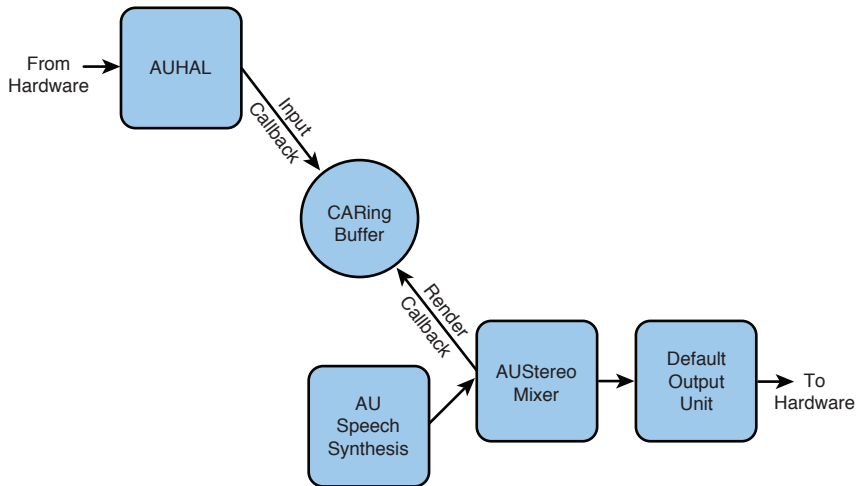 From
Hardware
AUHAL
Input
Callback
CARing
Buffer
Render
Callback
AU
Speech
Synthesis
AUStereo
Mixer
Default
Output
Unit
To
Hardware